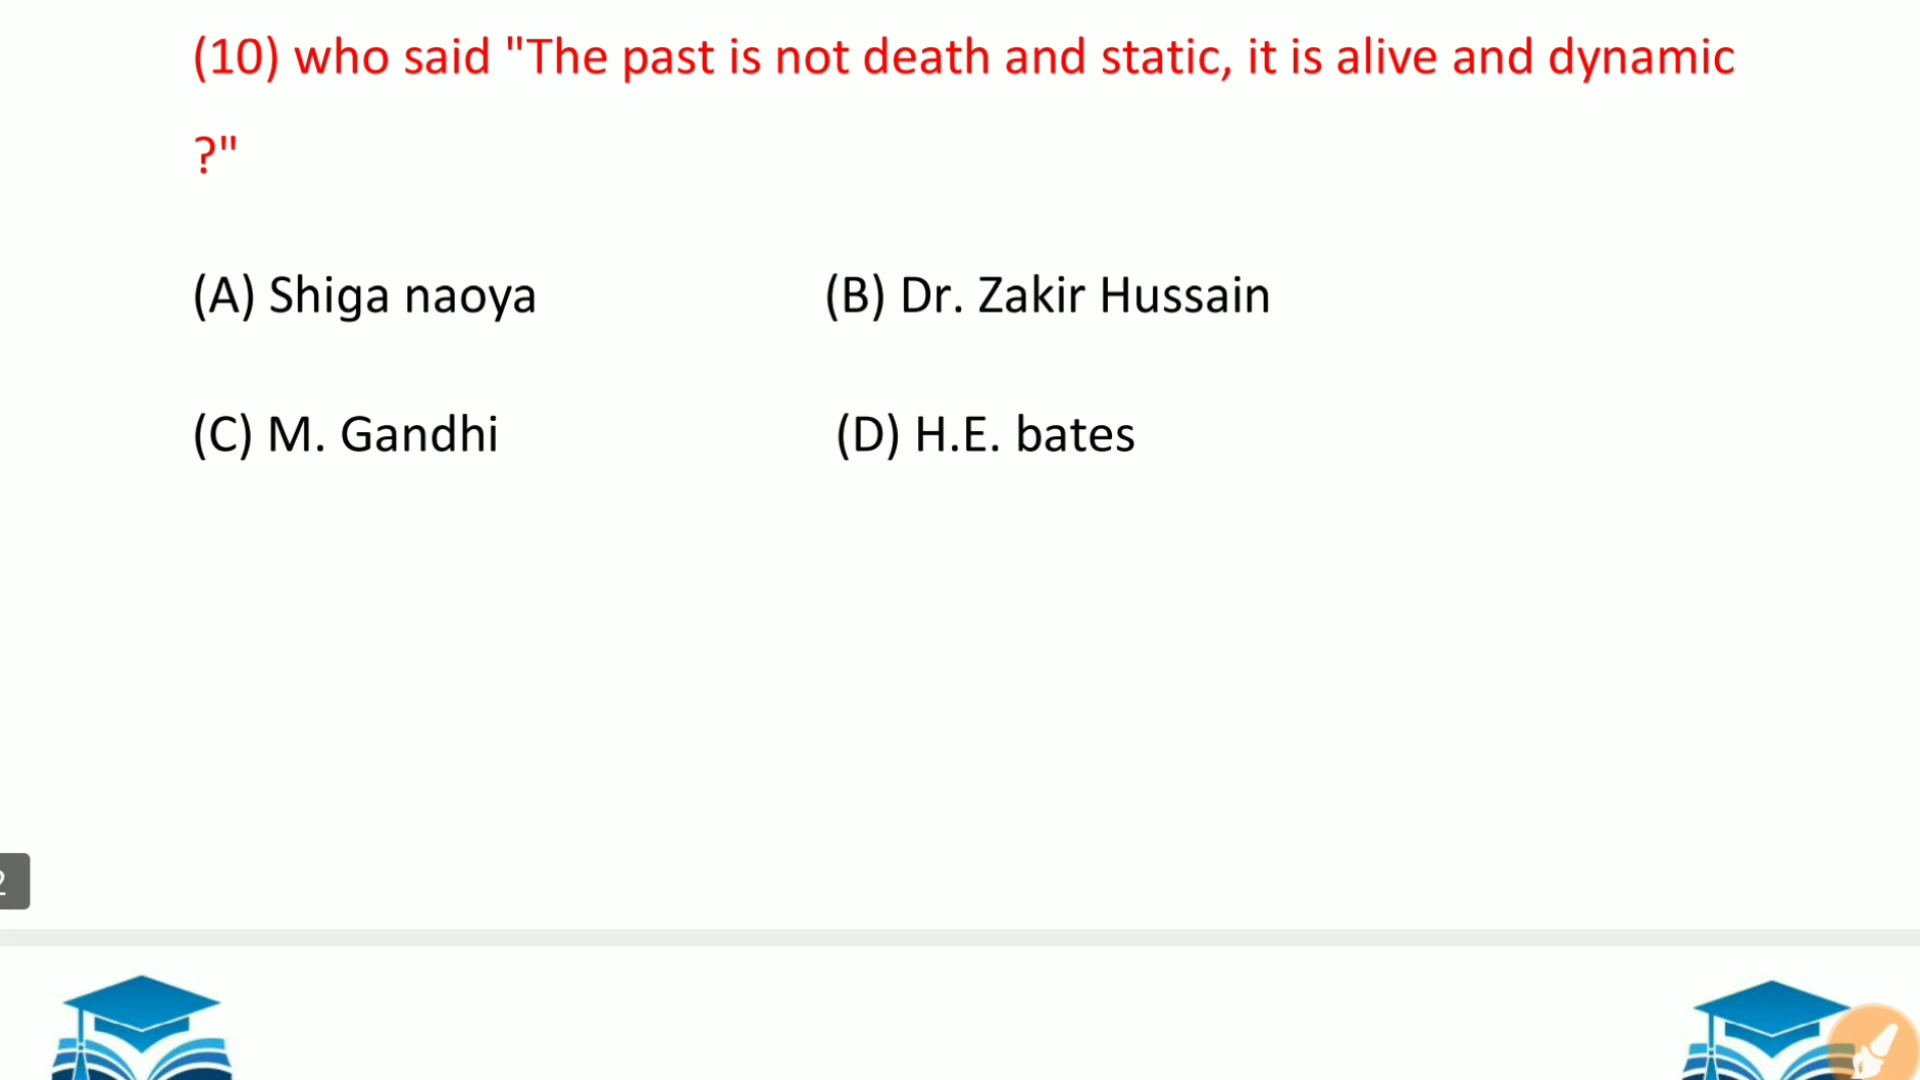 (10) who said "The past is not death and static, it is alive and dynamic
?"
(A) Shiga naoya (B) Dr. Zakir Hussain
(C) M. Gandhi (D) H.E. bates
2